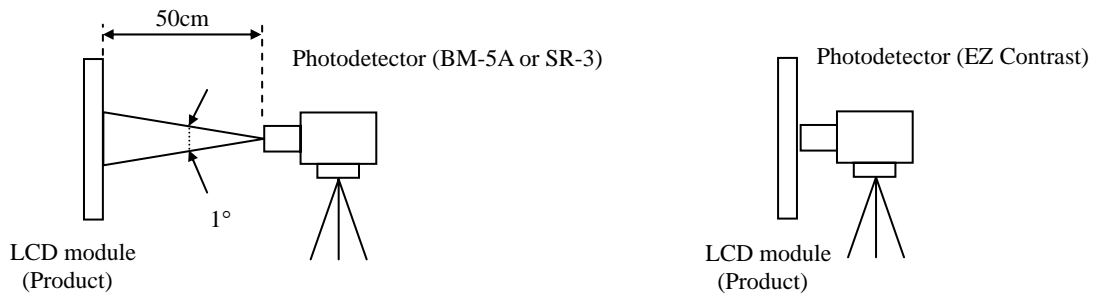 50cm
Photodetector (BM-5A or SR-3)
1°
LCD module
(Product)
Photodetector (EZ Contrast)
LCD module
(Product)